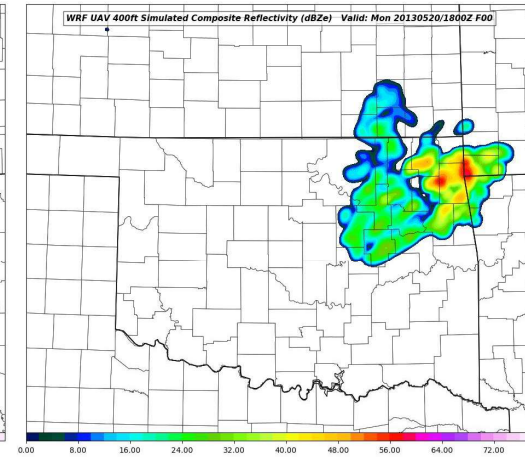 WRF UAV 400ft Simulated Composite Reflectivity (dBZe) Valid: Mon 20130520/1800Z F00
0.00 8.00 16.00 24.00 32.00 40.00 48.00 56.00 64.00 72.00